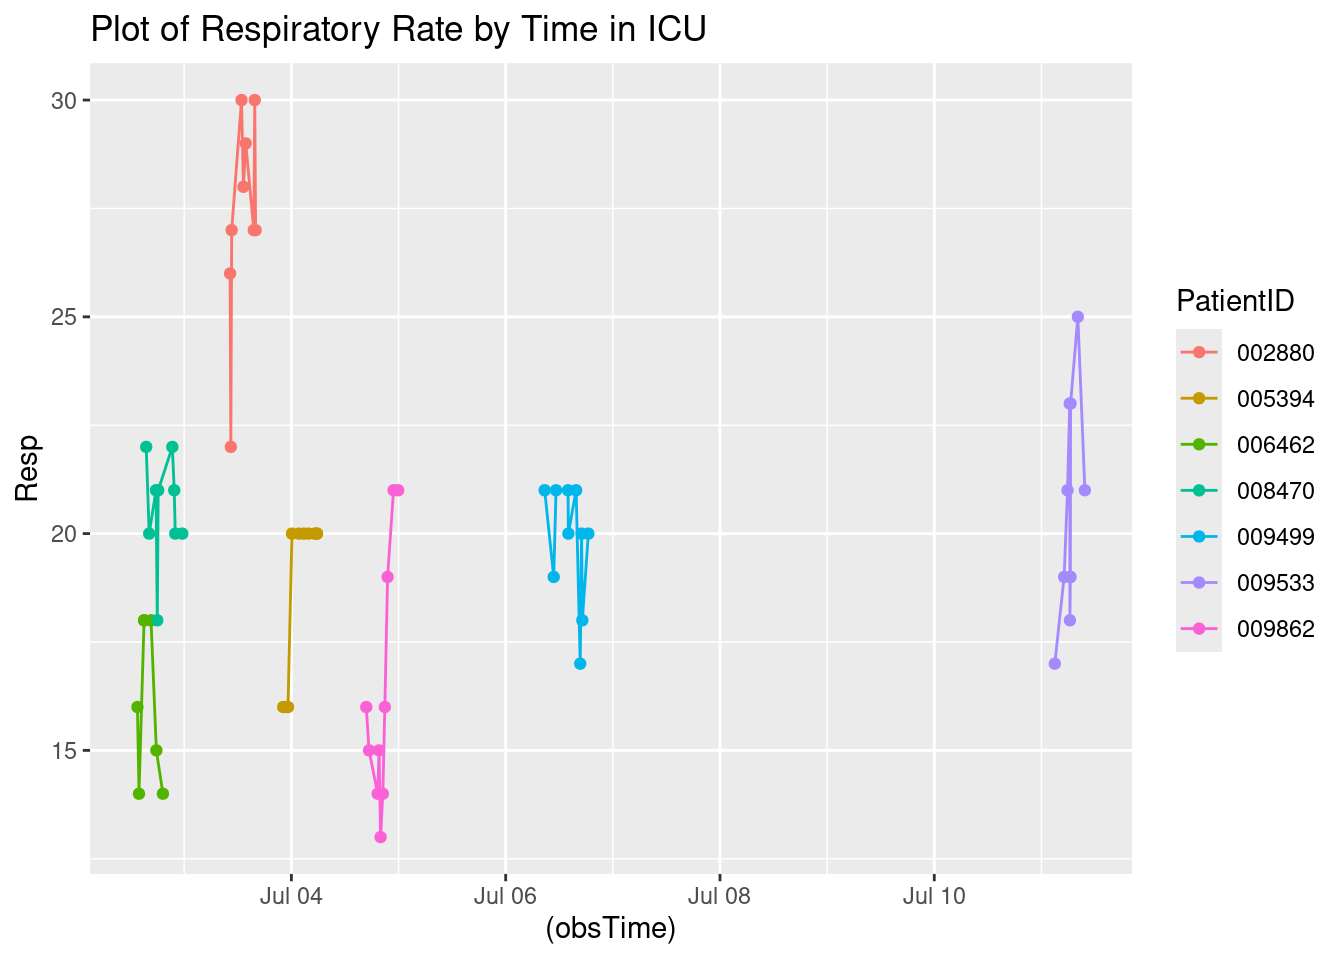 Plot of Respiratory Rate by Time in ICU
30
25
20
15
Resp
Jul 04
Jul 06
Jul 08
Jul 10
(obsTime)
PatientID
002880
005394
006462
008470
009499
009533
009862